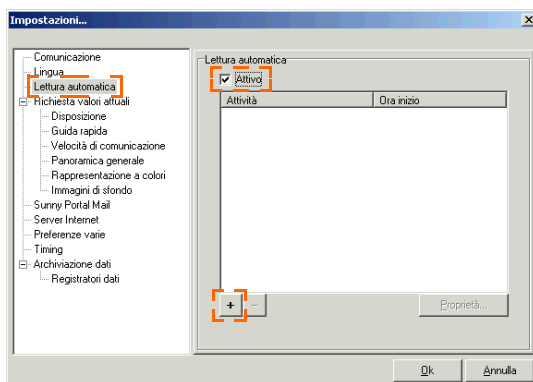 Impostazioni...
Comunicazione
Lingua
Lettura automatica
Richiesta valori attuali
Disposizione
Guida rapida
Velocità di comunicazione
Panoramica generale
Rappresentazione a colori
Immagini di sfondo
Sunny Portal Mail
Server Internet
Preferenze varie
Timing
Archiviazione dati
Registratori dati
Lettura automatica
Attivo
Attività Ora inizio
+ - Proprietà...
Ok Annulla